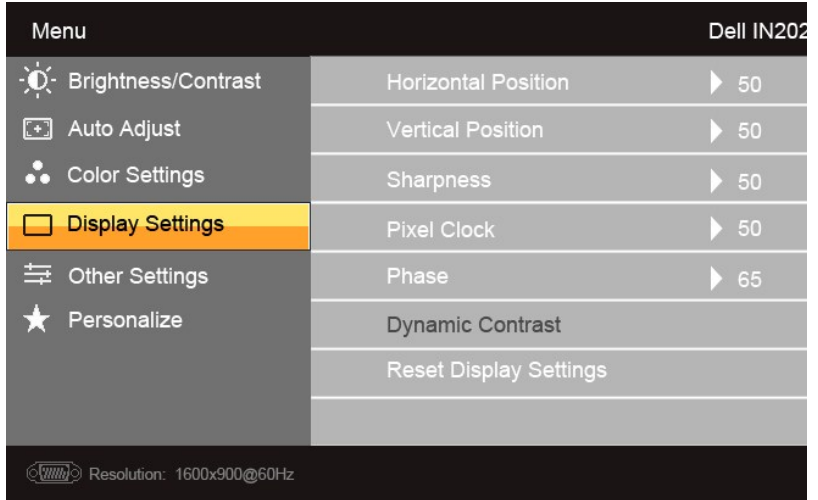 Menu
Dell IN202
Brightness/Contrast
Auto Adjust
Color Settings
Display Settings
Other Settings
Personalize
Horizontal Position 50
Vertical Position 50
Sharpness 50
Pixel Clock 50
Phase 65
Dynamic Contrast
Reset Display Settings
Resolution: 1600x900@60Hz